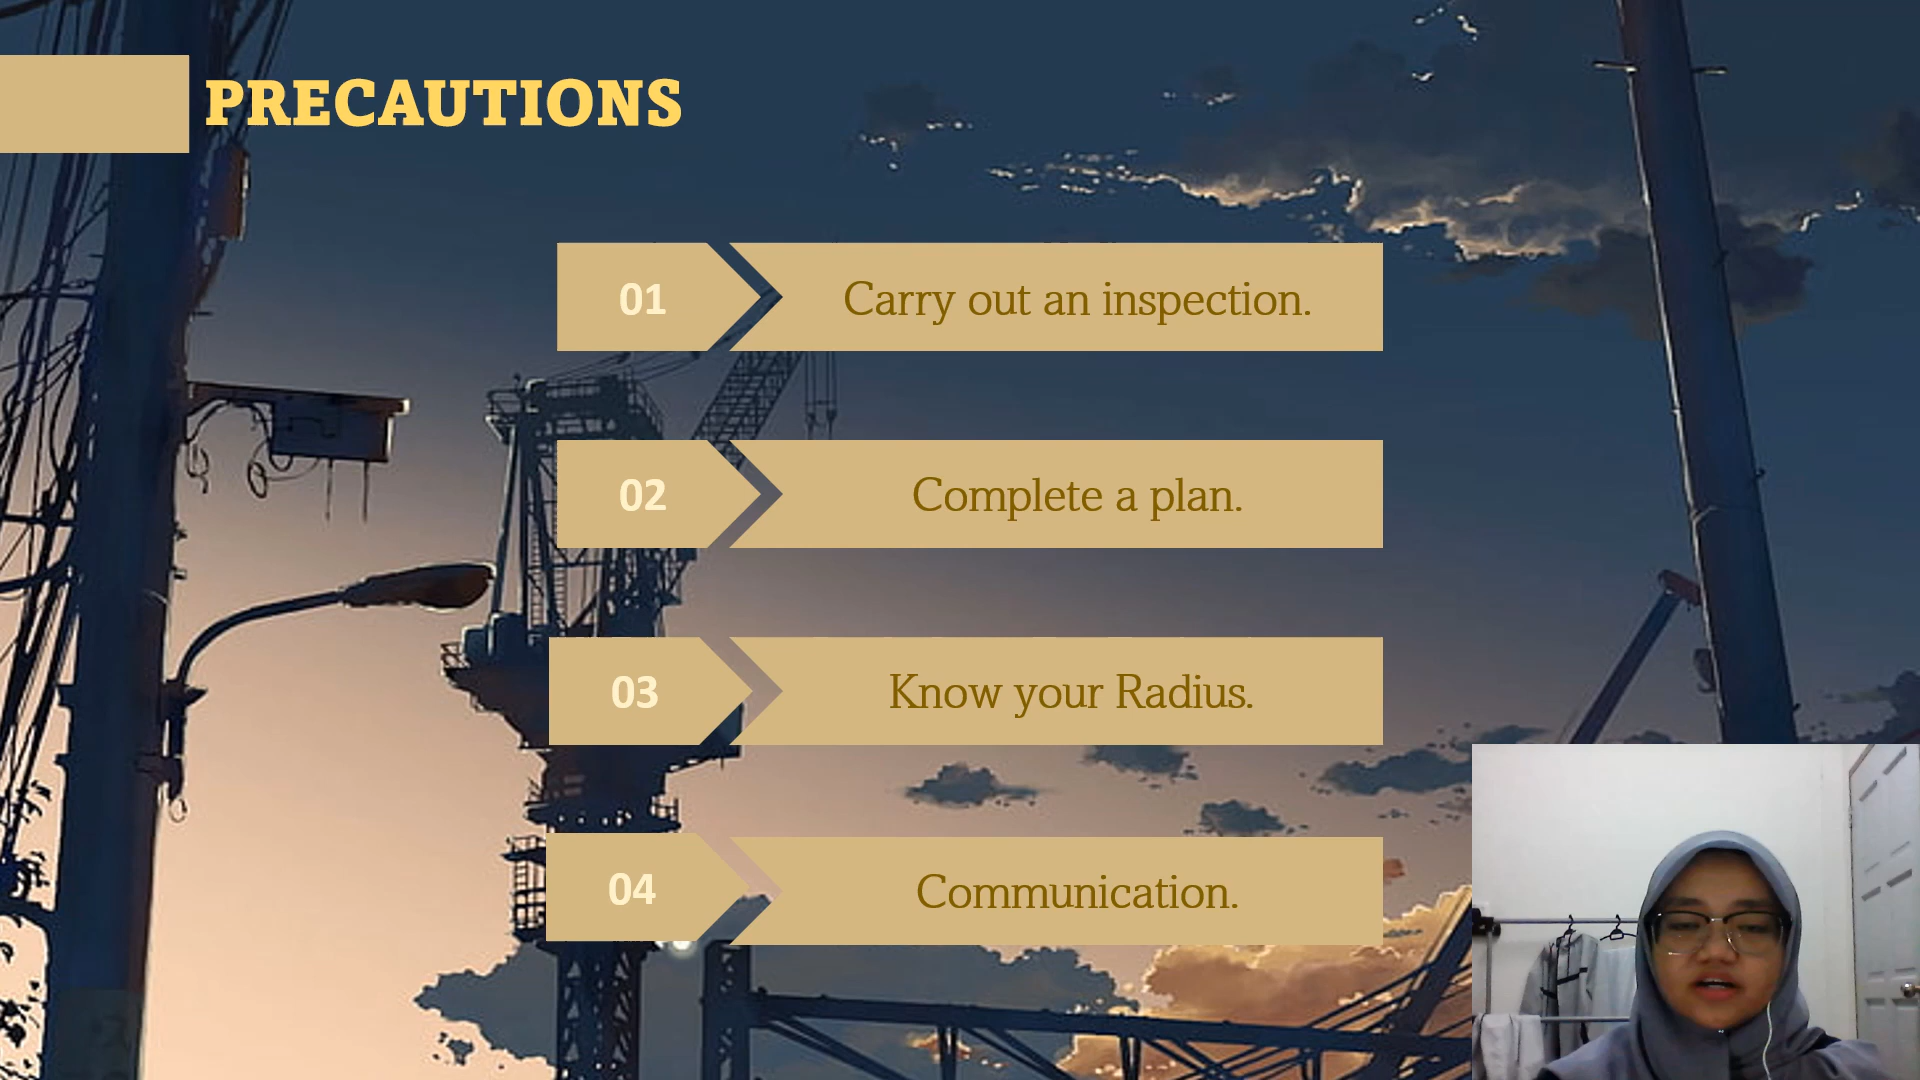 PRECAUTIONS
01
Carry out an inspection.
02
Complete a plan.
03
Know your Radius.
04
Communication.